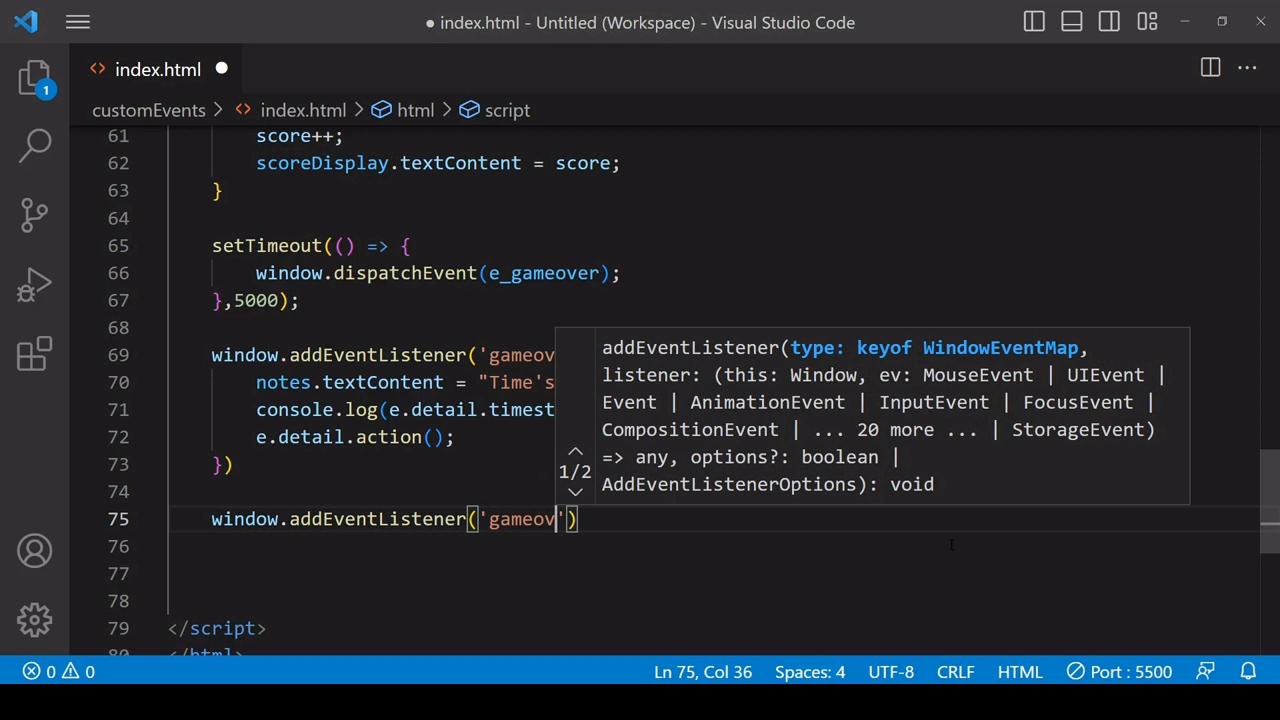 ● index.html - Untitled (Workspace) - Visual Studio Code
index.html
customEvents > index.html > html > script
61 score++;
62 scoreDisplay.textContent = score;
63 }
64
65 setTimeout(() => {
66 window.dispatchEvent(e_gameover);
67 },5000);
68
69 window.addEventListener('gameov
70 notes.textContent = "Time's
71 console.log(e.detail.timest
72 e.detail.action();
73 })
74
75 window.addEventListener('gameov')
76
77
78
79 </script>
80 </html>
addEventListener(type: keyof WindowEventMap,
listener: (this: Window, ev: MouseEvent | UIEvent |
Event | AnimationEvent | InputEvent | FocusEvent |
CompositionEvent | ... 20 more ... | StorageEvent)
=> any, options?: boolean |
AddEventListenerOptions): void
1/2
1
0 0 Ln 75, Col 36 Spaces: 4 UTF-8 CRLF HTML Port : 5500